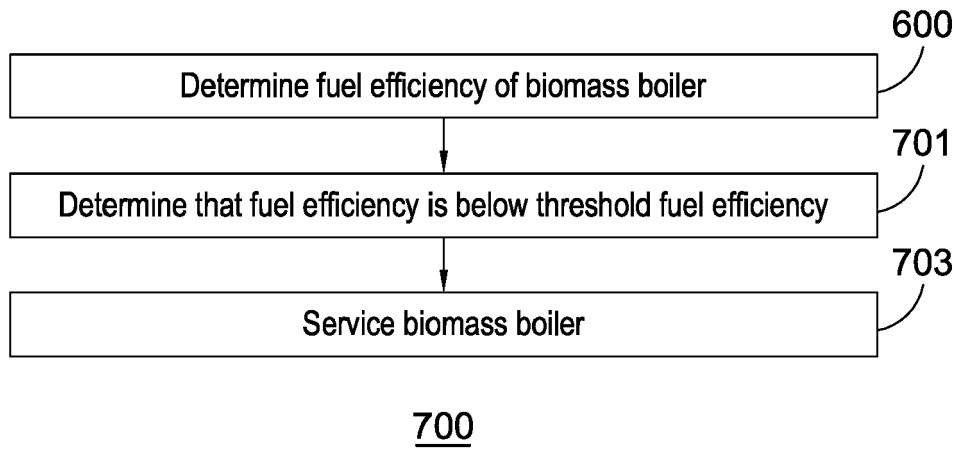 600
Determine fuel efficiency of biomass boiler
701
Determine that fuel efficiency is below threshold fuel efficiency
703
Service biomass boiler
700